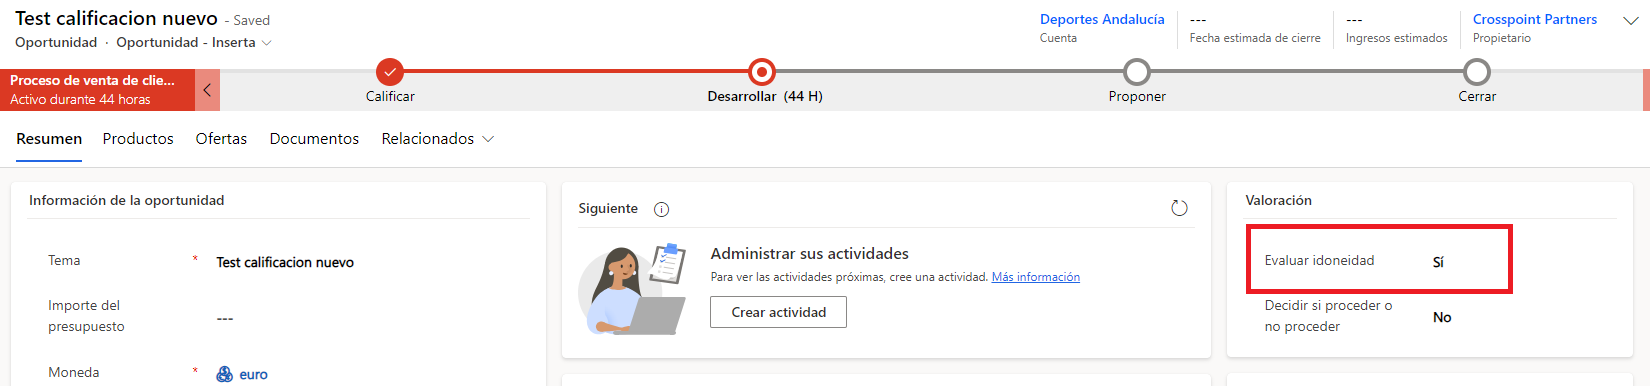 Test calificacion nuevo - Saved
Oportunidad · Oportunidad - Inserta
Deportes Andalucía
Cuenta
---
Fecha estimada de cierre
---
Ingresos estimados
Crosspoint Partners
Propietario
Proceso de venta de clie...
Activo durante 44 horas
Calificar
Desarrollar (44 H)
Proponer
Cerrar
Resumen Productos Ofertas Documentos Relacionados
Información de la oportunidad
Tema * Test calificacion nuevo
Importe del
presupuesto
---
Moneda * euro
Siguiente
Administrar sus actividades
Para ver las actividades próximas, cree una actividad. Más información
Crear actividad
Valoración
Evaluar idoneidad Sí
Decidir si proceder o
no proceder
No